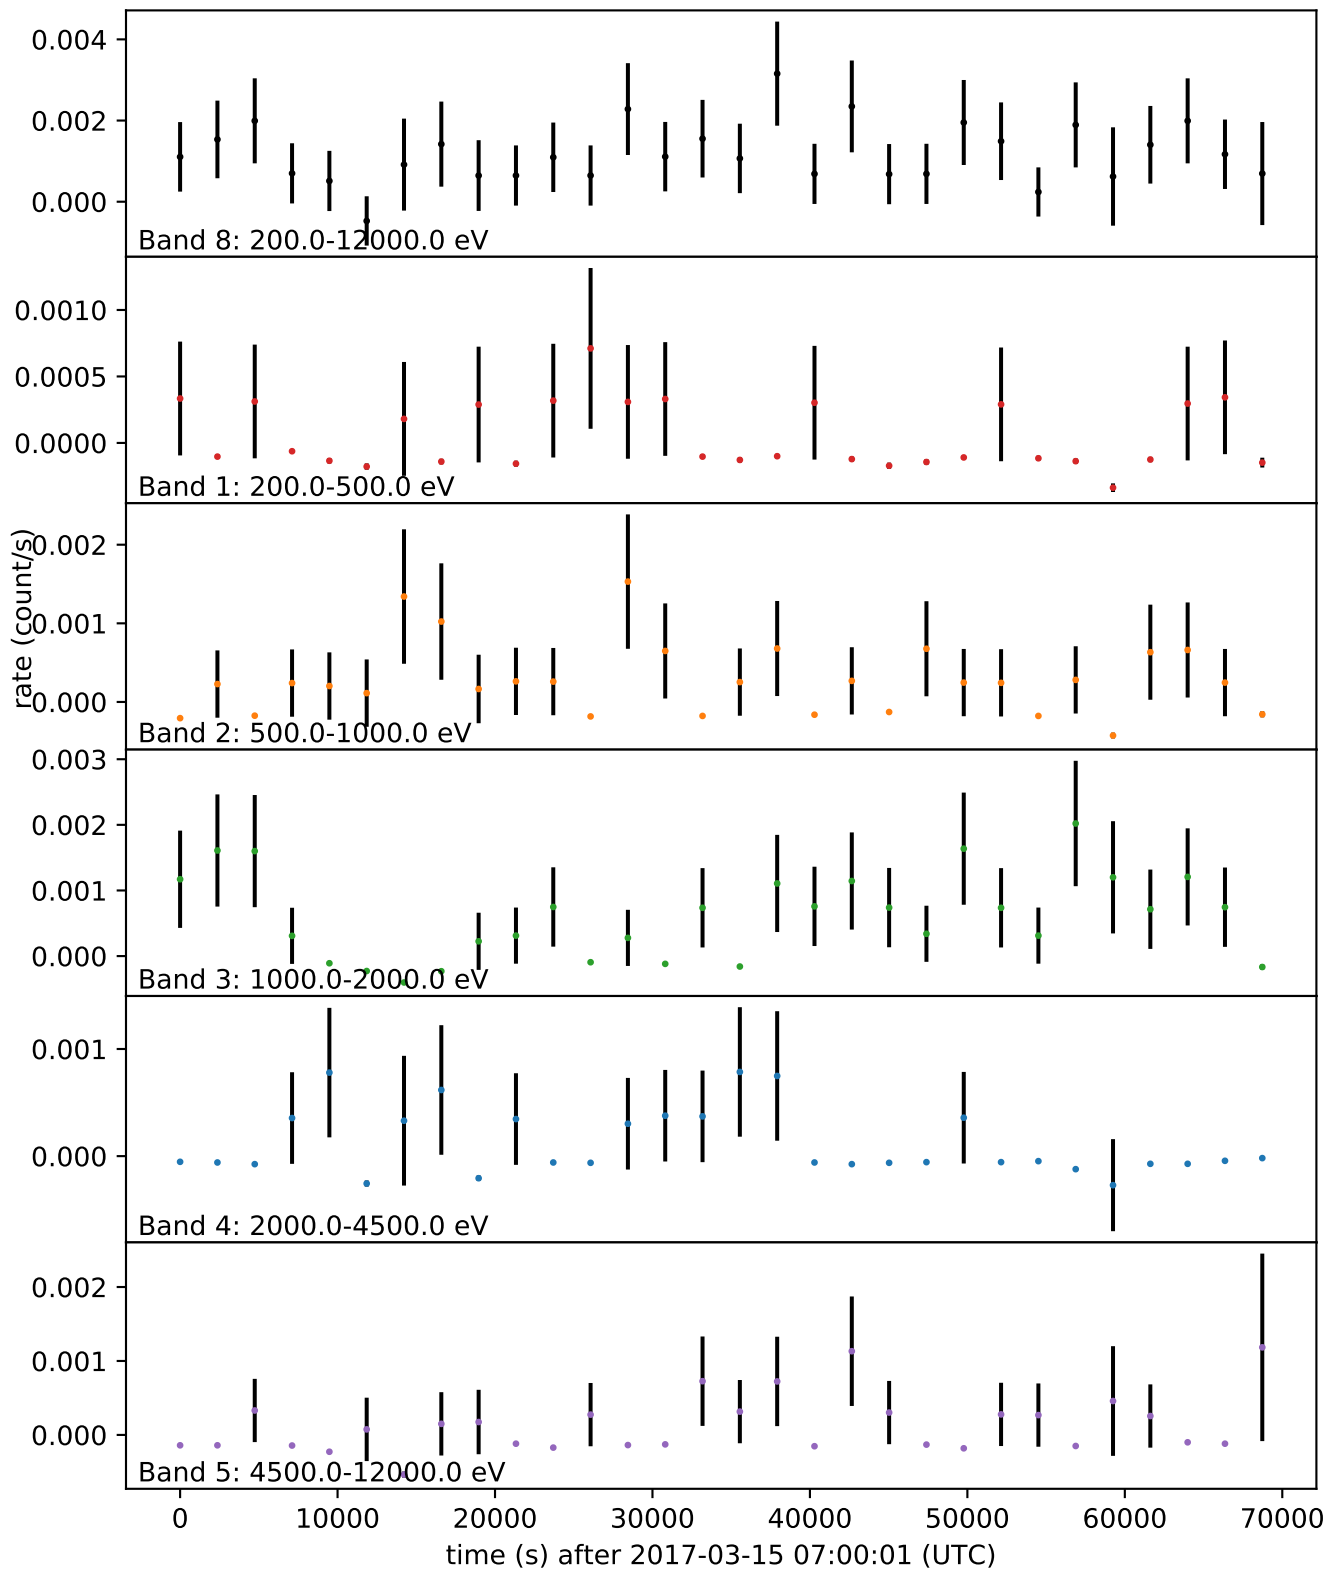 0.004
0.002
0.000
Band 8: 200.0-12000.0 eV
0.0010
0.0005
0.0000
Band 1: 200.0-500.0 eV
rate (count/s)
0.002
0.001
0.000
Band 2: 500.0-1000.0 eV
0.003
0.002
0.001
0.000
Band 3: 1000.0-2000.0 eV
0.001
0.000
Band 4: 2000.0-4500.0 eV
0.002
0.001
0.000
Band 5: 4500.0-12000.0 eV
0 10000 20000 30000 40000 50000 60000 70000
time (s) after 2017-03-15 07:00:01 (UTC)